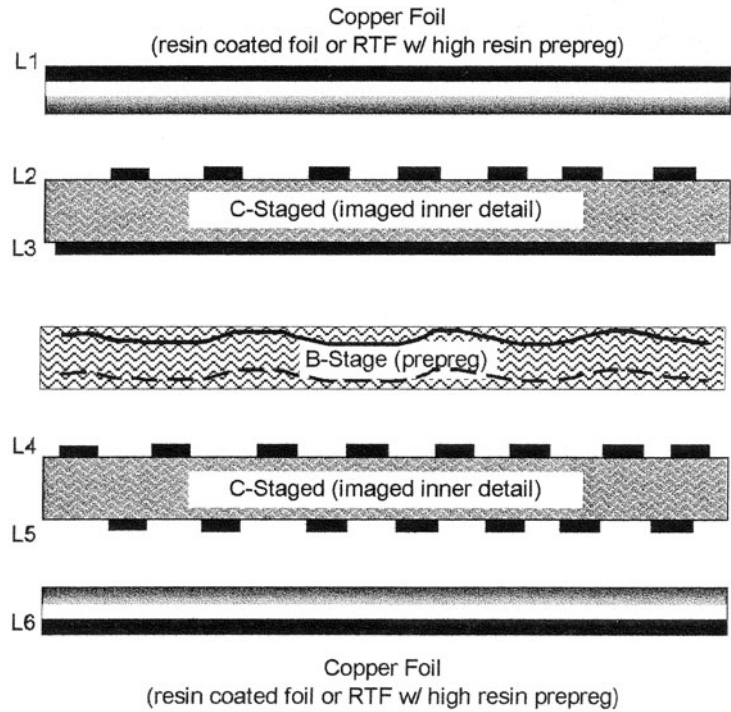 Copper Foil
(resin coated foil or RTF w/ high resin prepreg)
L1
L2
C-Staged (imaged inner detail)
L3
B-Stage (prepreg)
L4
C-Staged (imaged inner detail)
L5
L6
Copper Foil
(resin coated foil or RTF w/ high resin prepreg)